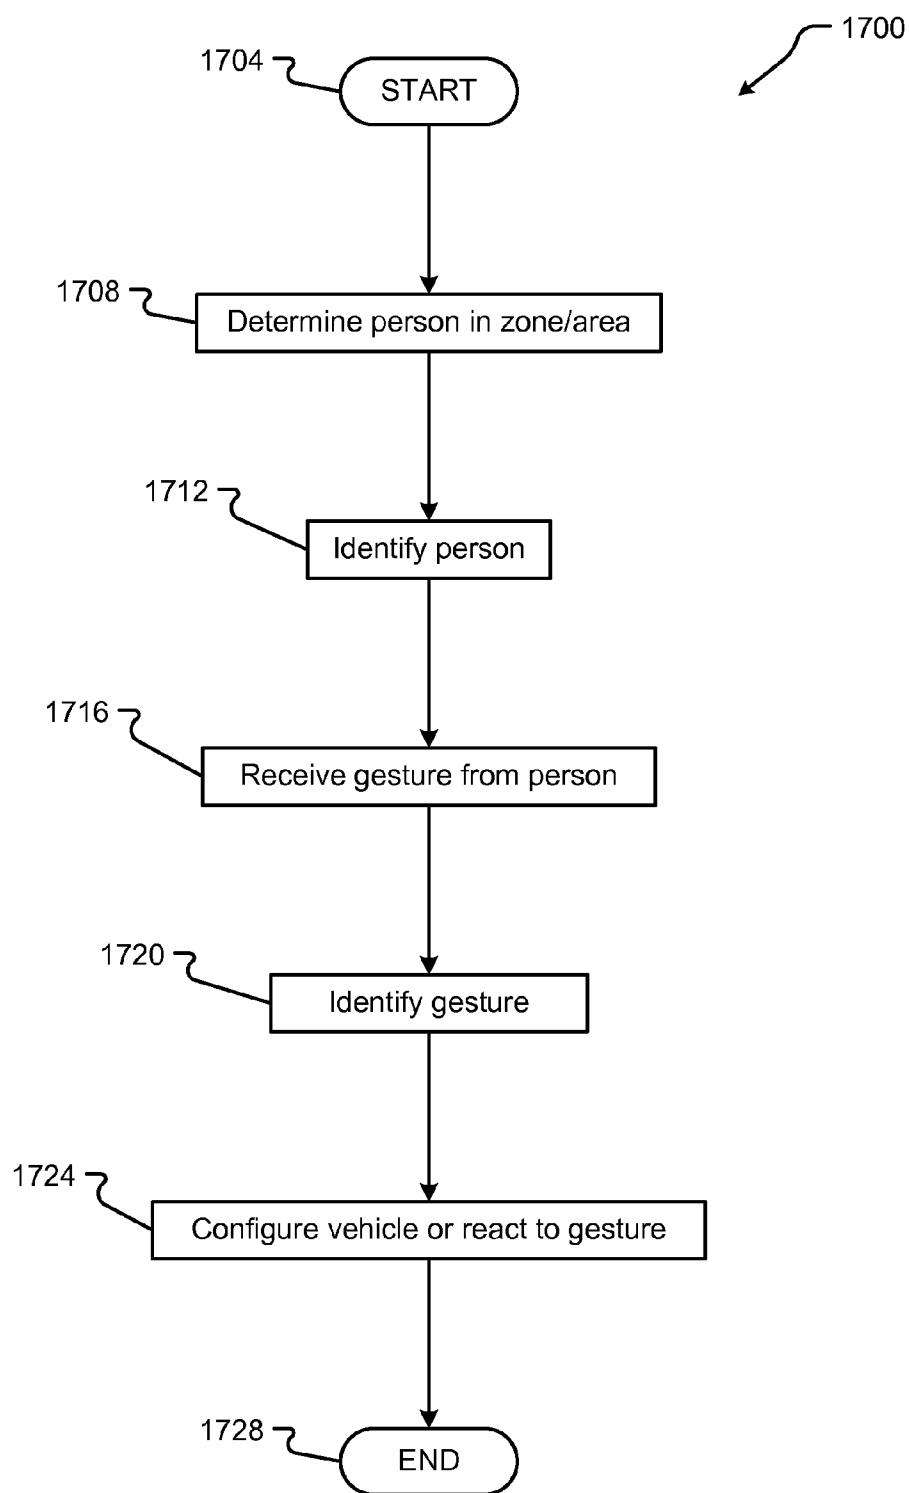 1700
1704
START
1708
Determine person in zone/area
1712
Identify person
1716
Receive gesture from person
1720
Identify gesture
1724
Configure vehicle or react to gesture
1728
END